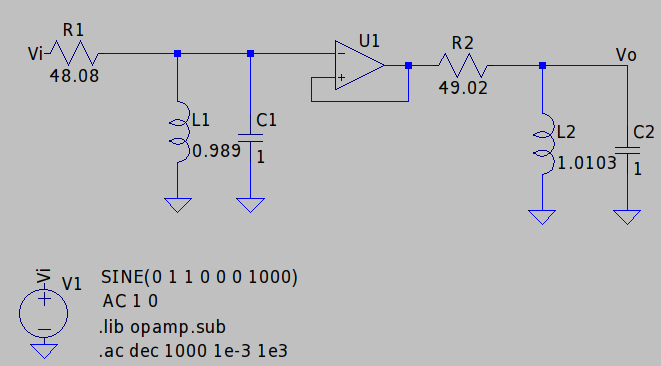 R1
Vi
48.08
U1
R2
49.02
Vo
L1
0.989
C1
1
L2
1.0103
C2
1
Vi
V1
SINE(0 1 1 0 0 0 1000)
AC 1 0
.lib opamp.sub
.ac dec 1000 1e-3 1e3